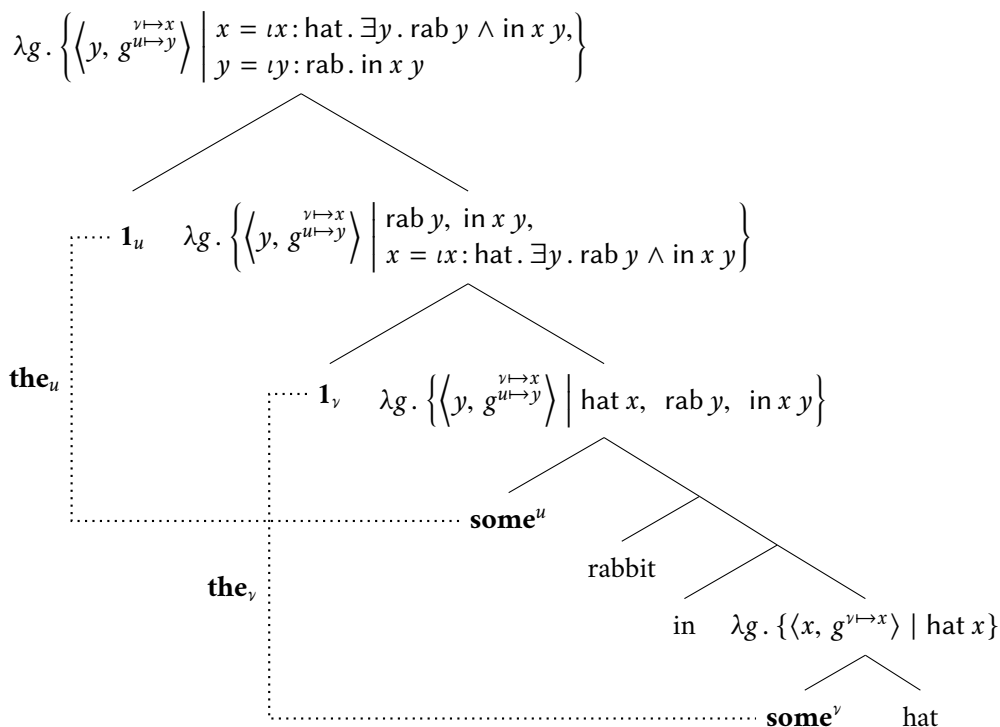 λg. {⟨y, g^{ν↦x}_{u↦y}⟩ | x = ιx: hat. ∃y. rab y ∧ in x y,
y = ιy: rab. in x y}
1_u λg. {⟨y, g^{ν↦x}_{u↦y}⟩ | rab y, in x y,
x = ιx: hat. ∃y. rab y ∧ in x y}
the_u
1_ν λg. {⟨y, g^{ν↦x}_{u↦y}⟩ | hat x, rab y, in x y}
some^u
rabbit
the_ν
in λg. {⟨x, g^{ν↦x}⟩ | hat x}
some^ν hat